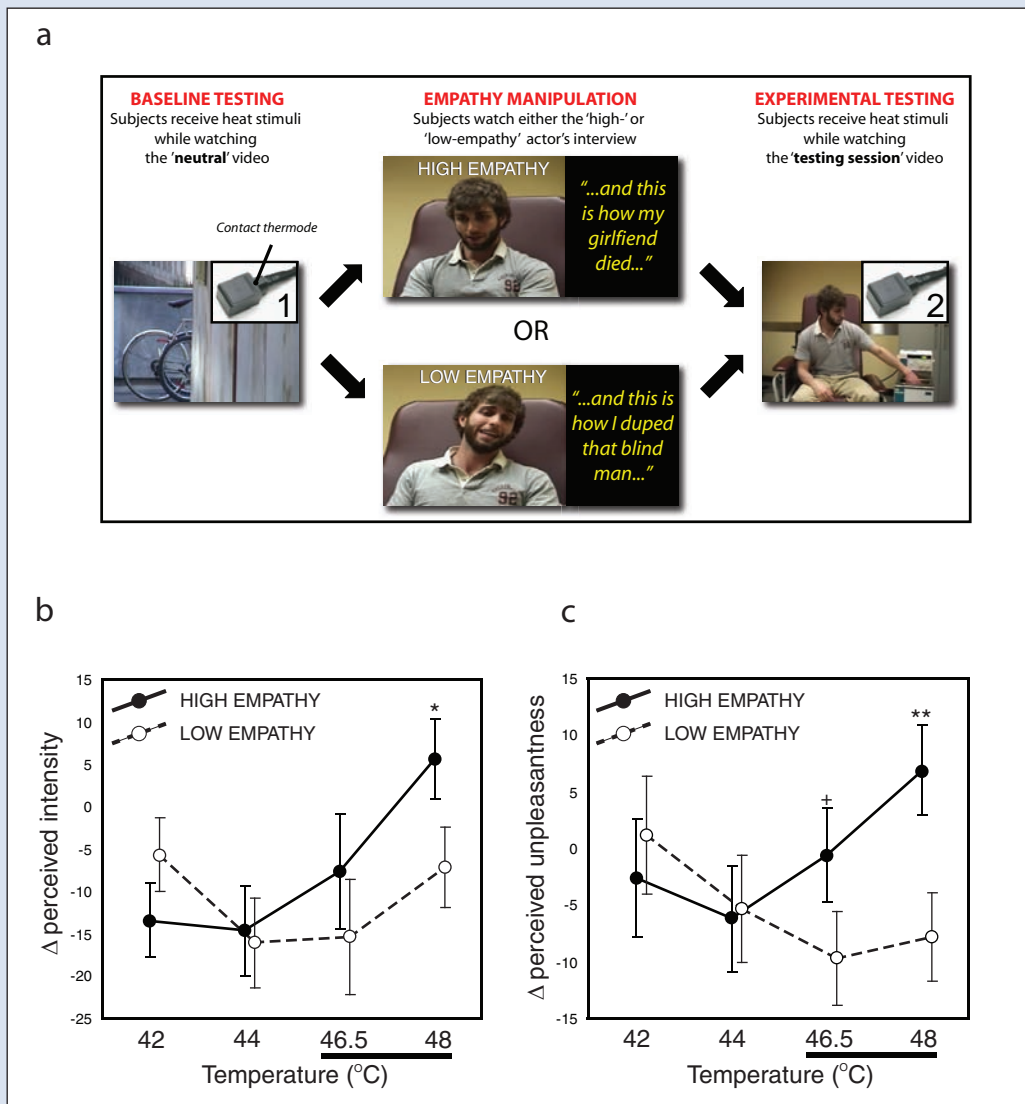 a
BASELINE TESTING
Subjects receive heat stimuli
while watching
the 'neutral' video
EMPATHY MANIPULATION
Subjects watch either the 'high-' or
'low-empathy' actor's interview
EXPERIMENTAL TESTING
Subjects receive heat stimuli
while watching
the 'testing session' video
Contact thermode
1
HIGH EMPATHY
92
"...and this
is how my
girlfiend
died..."
OR
LOW EMPATHY
92
"...and this is
how I duped
that blind
man..."
2
b
Δ perceived intensity
15
10
5
0
-5
-10
-15
-20
-25
HIGH EMPATHY
LOW EMPATHY
*
42 44 46.5 48
Temperature (°C)
c
Δ perceived unpleasantness
15
10
5
0
-5
-10
-15
HIGH EMPATHY
LOW EMPATHY
+
**
42 44 46.5 48
Temperature (°C)